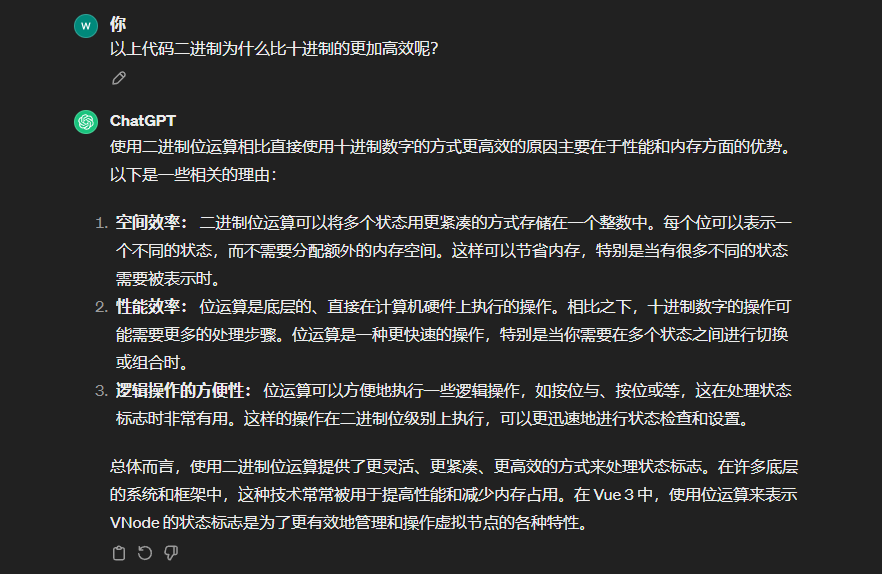 W
你
以上代码二进制为什么比十进制的更加高效呢？
ChatGPT
使用二进制位运算相比直接使用十进制数字的方式更高效的原因主要在于性能和内存方面的优势。
以下是一些相关的理由：
1. 空间效率： 二进制位运算可以将多个状态用更紧凑的方式存储在一个整数中。每个位可以表示一
个不同的状态，而不需要分配额外的内存空间。这样可以节省内存，特别是当有很多不同的状态
需要被表示时。
2. 性能效率： 位运算是底层的、直接在计算机硬件上执行的操作。相比之下，十进制数字的操作可
能需要更多的处理步骤。位运算是一种更快速的操作，特别是当你需要在多个状态之间进行切换
或组合时。
3. 逻辑操作的方便性： 位运算可以方便地执行一些逻辑操作，如按位与、按位或等，这在处理状态
标志时非常有用。这样的操作在二进制位级别上执行，可以更迅速地进行状态检查和设置。
总体而言，使用二进制位运算提供了更灵活、更紧凑、更高效的方式来处理状态标志。在许多底层
的系统和框架中，这种技术常常被用于提高性能和减少内存占用。在 Vue 3 中，使用位运算来表示
VNode 的状态标志是为了更有效地管理和操作虚拟节点的各种特性。